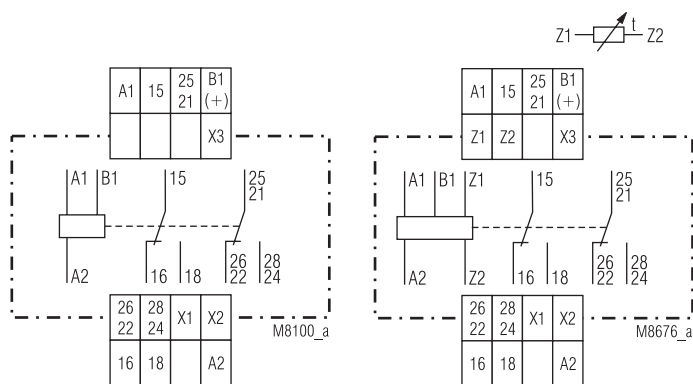 Z1 t Z2
A1 15 25 B1
21 (+)
X3
A1 B1 15 25
21
A2 16 18 26 28
22 24
26 28 X1 X2
22 24
M8100_a
16 18 A2
A1 15 25 B1
21 (+)
Z1 Z2 X3
A1 B1 Z1 15 25
21
A2 Z2 16 18 26 28
22 24
26 28 X1 X2
22 24
M8676_a
16 18 A2